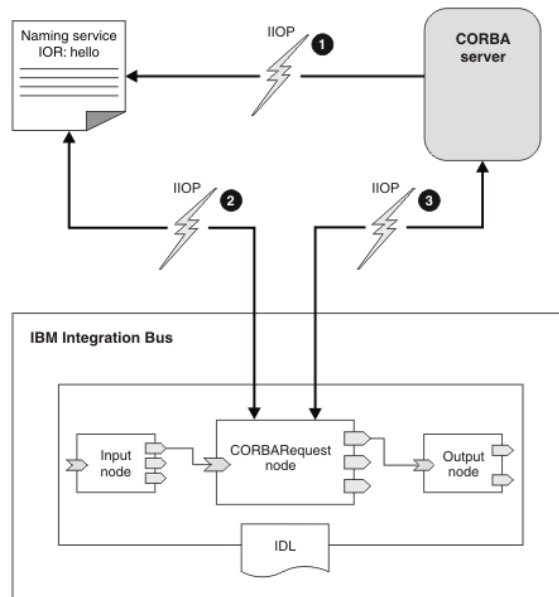 Naming service
IOR: hello
IIOP
1
CORBA
server
IIOP
2
IIOP
3
IBM Integration Bus
Input
node
CORBARequest
node
Output
node
IDL